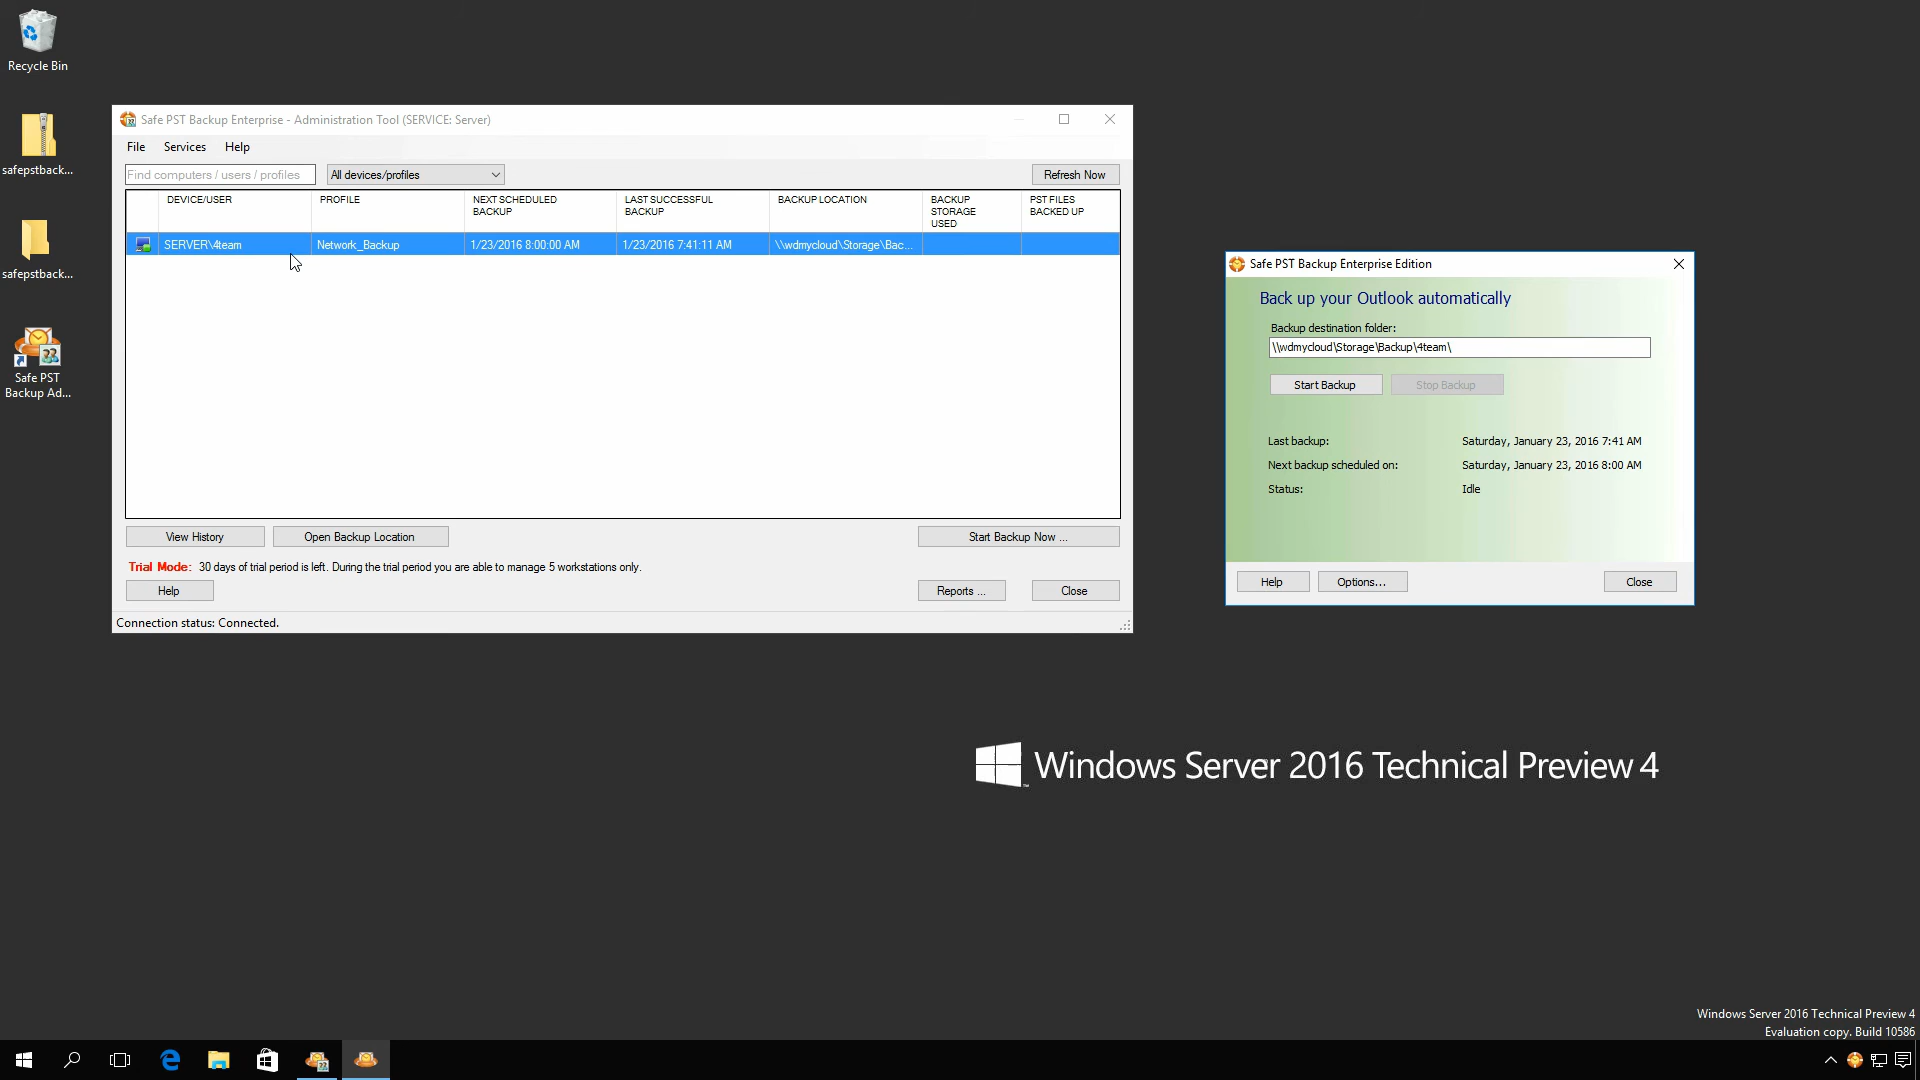 Recycle Bin
safepstback...
safepstback...
Safe PST
Backup Ad...
Safe PST Backup Enterprise - Administration Tool (SERVICE: Server)
File Services Help
Find computers / users / profiles All devices/profiles Refresh Now
DEVICE/USER PROFILE NEXT SCHEDULED BACKUP LAST SUCCESSFUL BACKUP BACKUP LOCATION BACKUP STORAGE USED PST FILES BACKED UP
SERVER\4team Network_Backup 1/23/2016 8:00:00 AM 1/23/2016 7:41:11 AM \\wdmycloud\Storage\Bac...
View History Open Backup Location Start Backup Now ...
Trial Mode: 30 days of trial period is left. During the trial period you are able to manage 5 workstations only.
Help Reports ... Close
Connection status: Connected.
Safe PST Backup Enterprise Edition
Back up your Outlook automatically
Backup destination folder:
\\wdmycloud\Storage\Backup\4team\
Start Backup Stop Backup
Last backup: Saturday, January 23, 2016 7:41 AM
Next backup scheduled on: Saturday, January 23, 2016 8:00 AM
Status: Idle
Help Options... Close
Windows Server 2016 Technical Preview 4
Windows Server 2016 Technical Preview 4
Evaluation copy. Build 10586